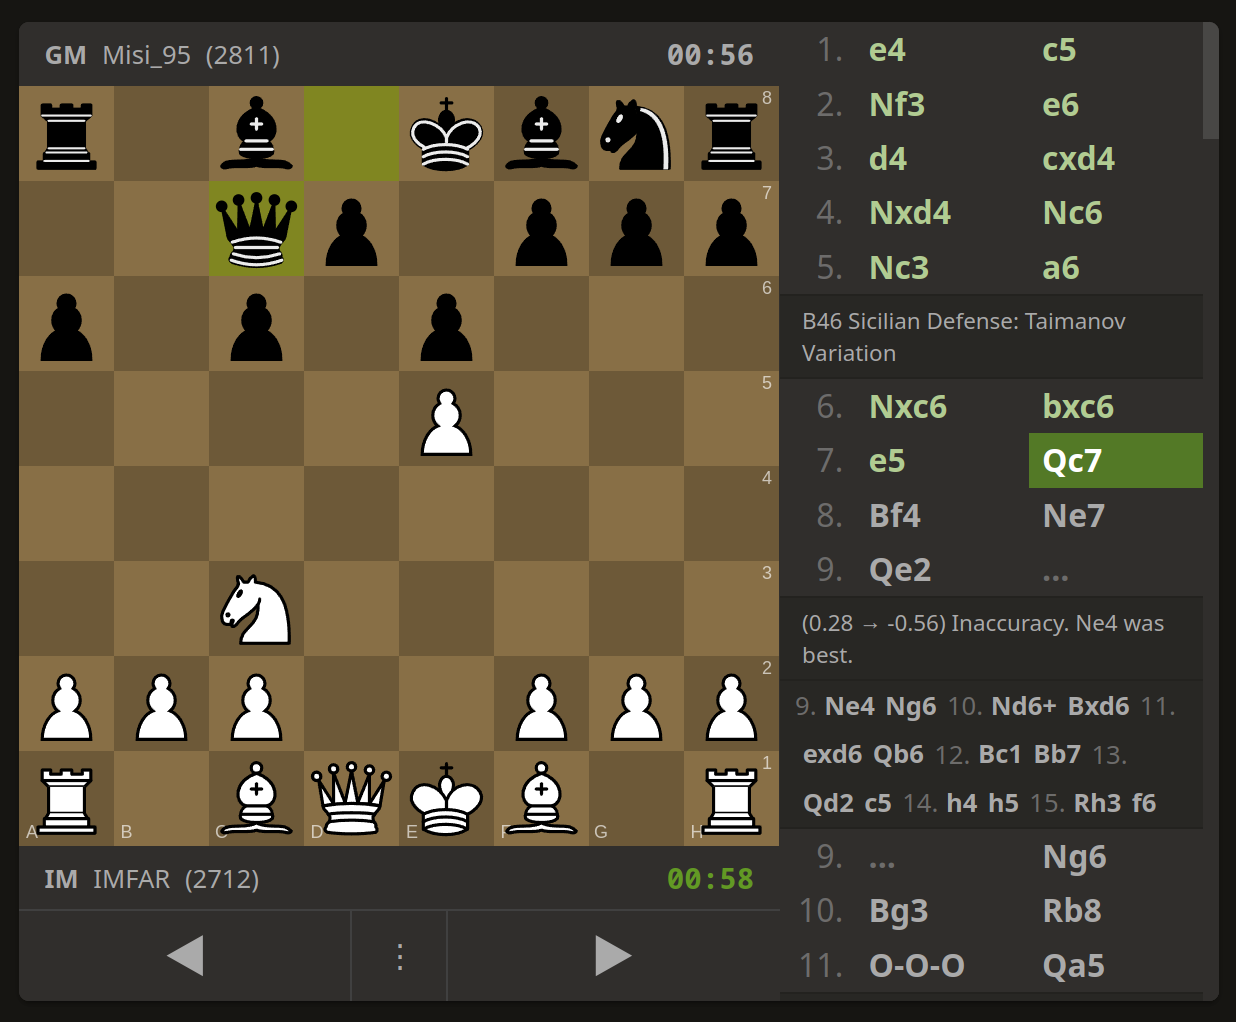 GM Misi_95 (2811) 00:56
8
7
6
5
4
3
2
1
A B C D E F G H
IM IMFAR (2712) 00:58
1. e4 c5
2. Nf3 e6
3. d4 cxd4
4. Nxd4 Nc6
5. Nc3 a6
B46 Sicilian Defense: Taimanov
Variation
6. Nxc6 bxc6
7. e5 Qc7
8. Bf4 Ne7
9. Qe2 ...
(0.28 → -0.56) Inaccuracy. Ne4 was
best.
9. Ne4 Ng6 10. Nd6+ Bxd6 11.
exd6 Qb6 12. Bc1 Bb7 13.
Qd2 c5 14. h4 h5 15. Rh3 f6
9. ... Ng6
10. Bg3 Rb8
11. O-O-O Qa5